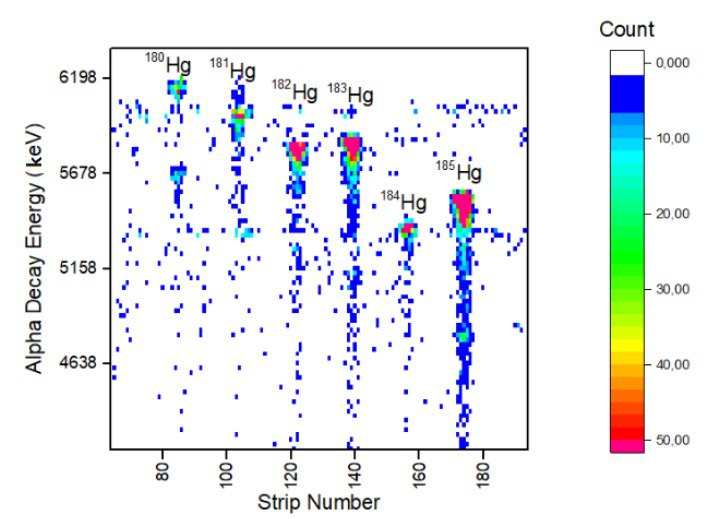 Count
¹⁸⁰Hg
¹⁸¹Hg
¹⁸²Hg
¹⁸³Hg
¹⁸⁴Hg
¹⁸⁵Hg
6198
5678
5158
4638
Alpha Decay Energy (keV)
80
100
120
140
160
180
Strip Number
0,000
10,00
20,00
30,00
40,00
50,00